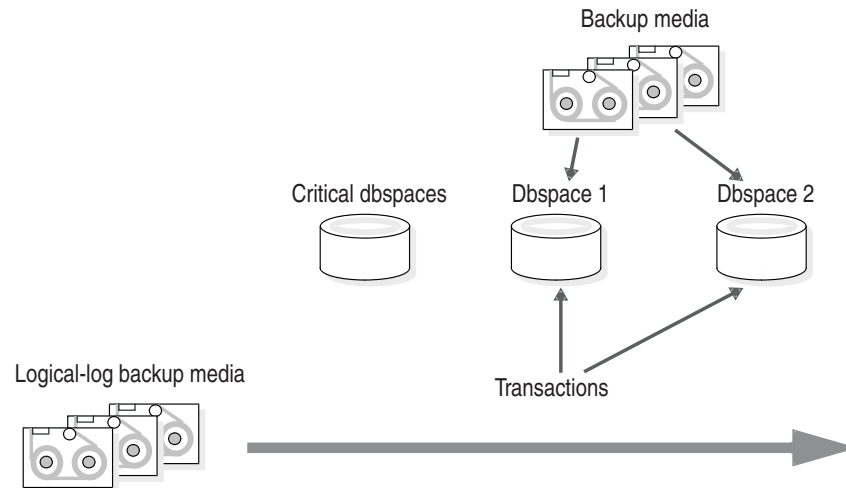 Backup media
Critical dbspaces
Dbspace 1
Dbspace 2
Transactions
Logical-log backup media